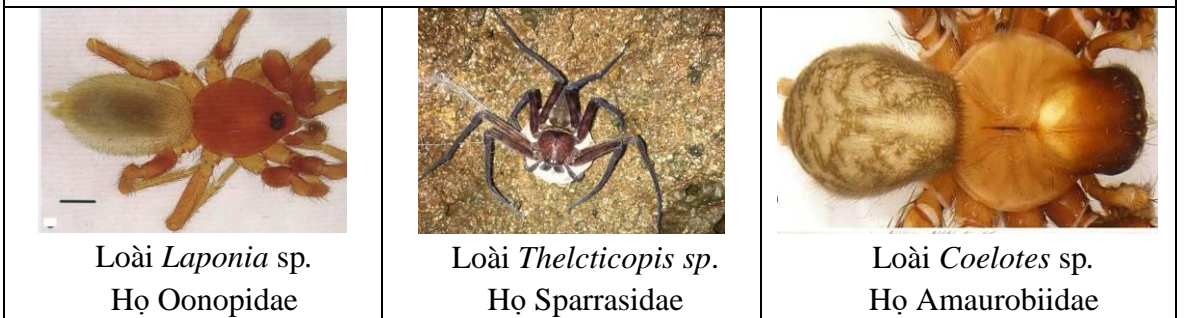 Loài Laponia sp.
Họ Oonopidae
Loài Thelcticopis sp.
Họ Sparrasidae
Loài Coelotes sp.
Họ Amaurobiidae